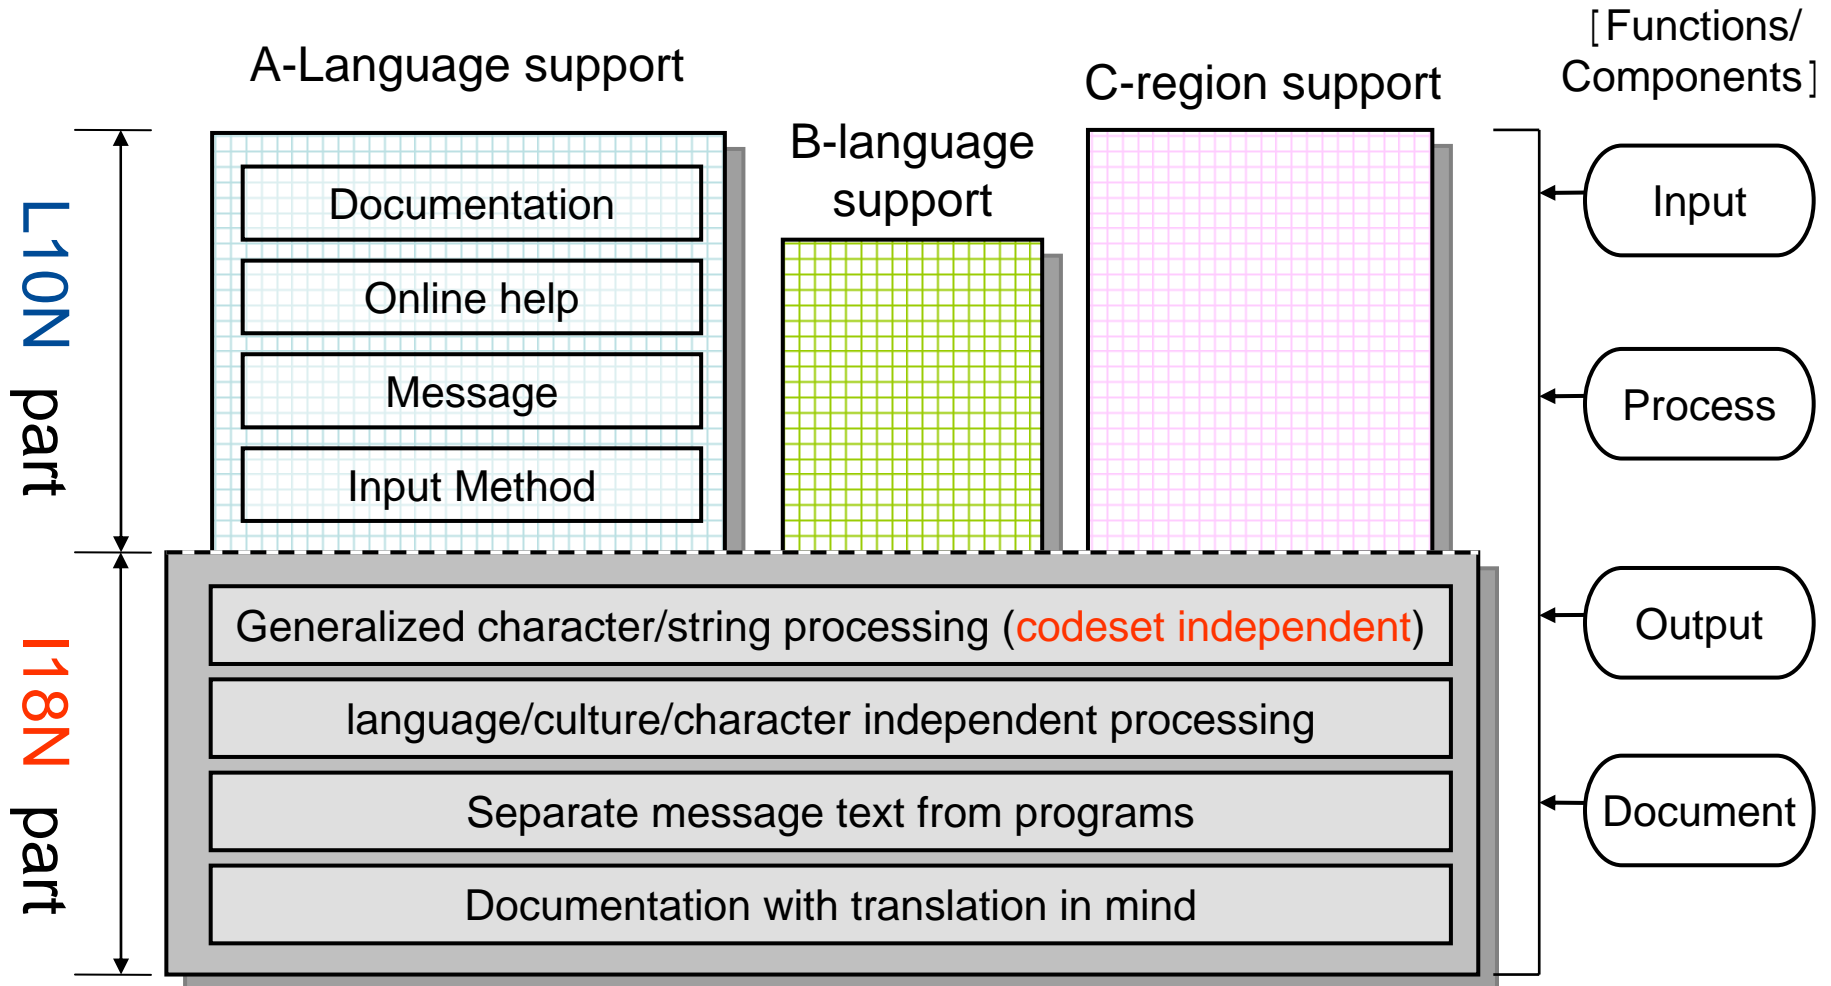 A-Language support
B-language
support
C-region support
[Functions/
Components]
L10N part
Documentation
Online help
Message
Input Method
I18N part
Generalized character/string processing (codeset independent)
language/culture/character independent processing
Separate message text from programs
Documentation with translation in mind
Input
Process
Output
Document